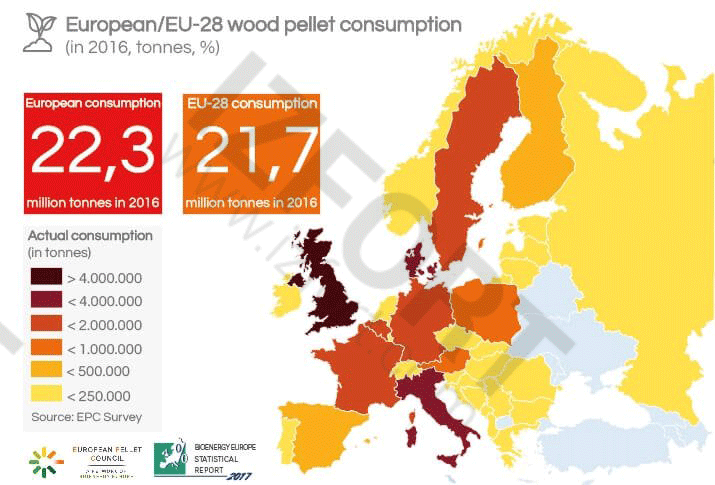 European/EU-28 wood pellet consumption
(in 2016, tonnes, %)
European consumption
22,3
million tonnes in 2016
EU-28 consumption
21,7
million tonnes in 2016
Actual consumption
(in tonnes)
> 4.000.000
< 4.000.000
< 2.000.000
< 1.000.000
< 500.000
< 250.000
Source: EPC Survey
EUROPEAN PELLET
COUNCIL
BIOENERGY EUROPE
STATISTICAL
REPORT 2017
IZFORT